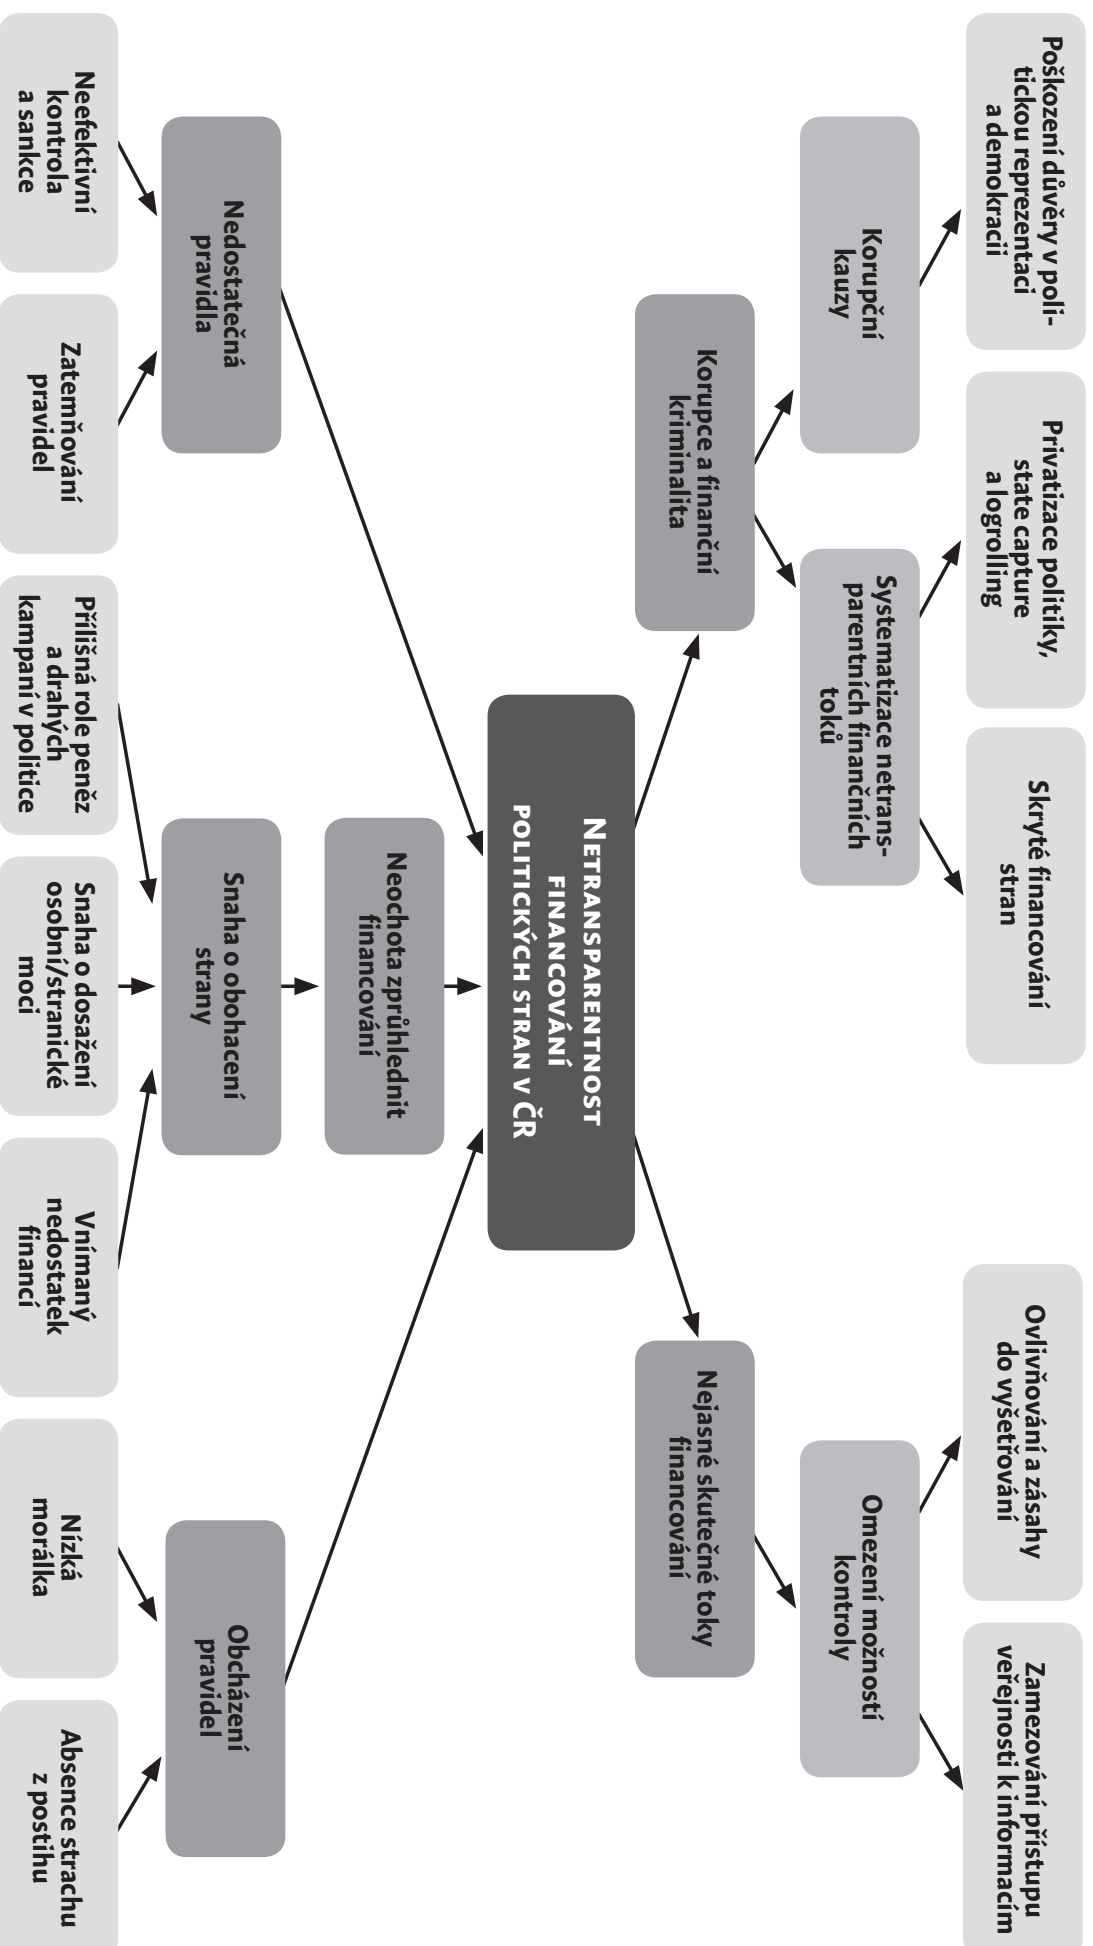 Poškození důvěry v poli-
tickou reprezentaci
a demokracii
Privatizace politiky,
state capture
a logrolling
Skryté financování
stran
Ovlivňování a zásahy
do vyšetřování
Zamezování přístupu
veřejnosti k informacím
Korupční
kauzy
Systematizace netrans-
parentních finančních
toků
Omezení možností
kontroly
Korupce a finanční
kriminalita
Nejasné skutečné toky
financování
NETRANSPARENTNOST
FINANCOVÁNÍ
POLITICKÝCH STRAN V ČR
Neochota zprůhlednit
financování
Nedostatečná
pravidla
Snaha o obohacení
strany
Obcházení
pravidel
Neefektivní
kontrola
a sankce
Zatemňování
pravidel
Přílišná role peněz
a drahých
kampaní v politice
Snaha o dosažení
osobní/stranické
moci
Vnímaný
nedostatek
financí
Nízká
morálka
Absence strachu
z postihu